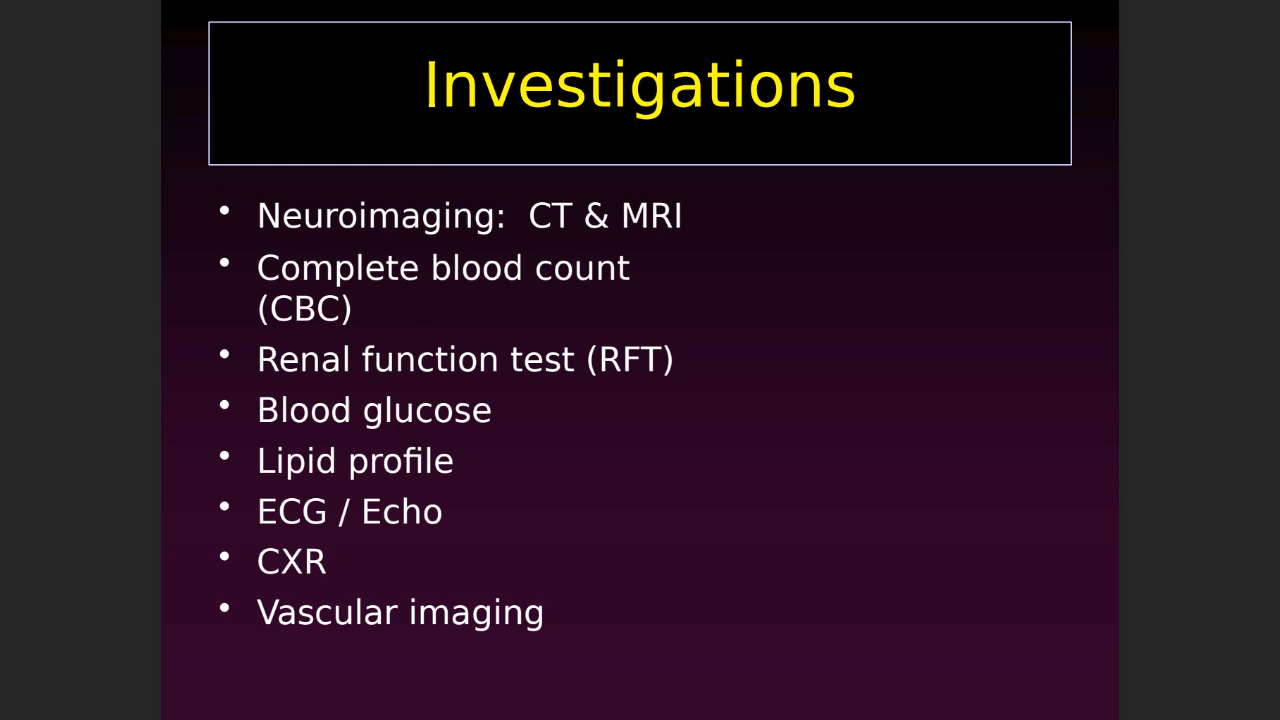 Investigations
• Neuroimaging:  CT & MRI
• Complete blood count
(CBC)
• Renal function test (RFT)
• Blood glucose
• Lipid profile
• ECG / Echo
• CXR
• Vascular imaging